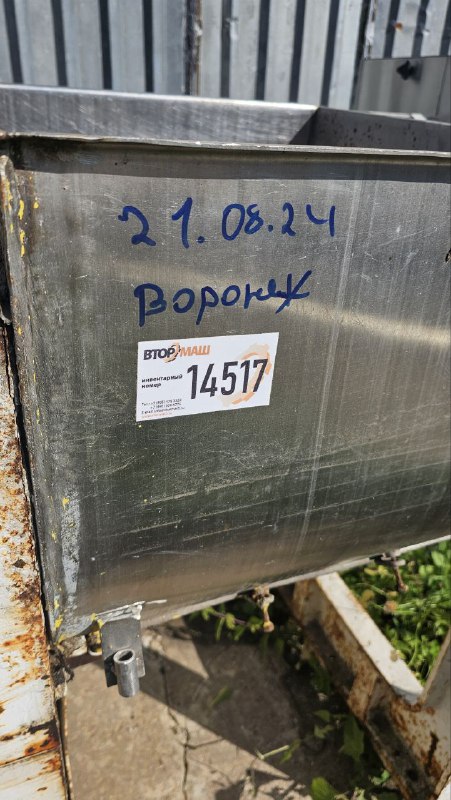 21.08.24
Воронеж
ВТОРМАШ
инвентарный
номер
14517